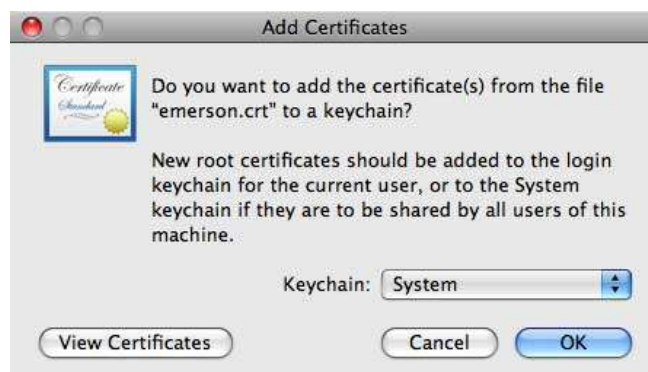 Add Certificates
Certificate
Standard
Do you want to add the certificate(s) from the file
"emerson.crt" to a keychain?
New root certificates should be added to the login
keychain for the current user, or to the System
keychain if they are to be shared by all users of this
machine.
Keychain: System
View Certificates Cancel OK